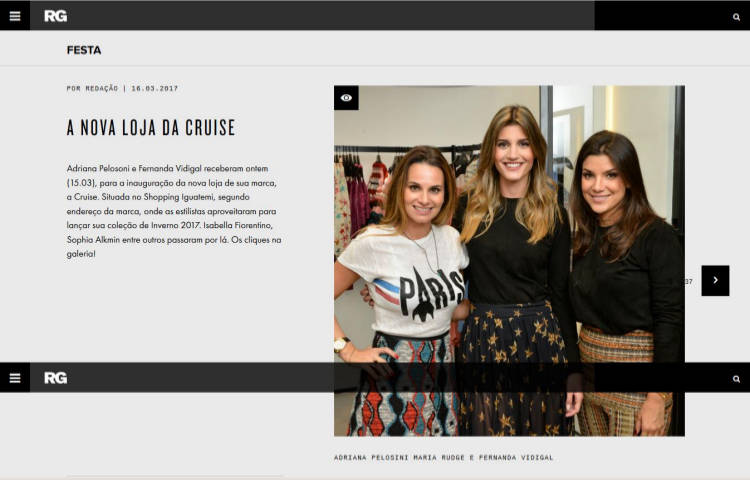 RG
FESTA
POR REDAÇÃO | 16.03.2017
A NOVA LOJA DA CRUISE
Adriana Pelosoni e Fernanda Vidigal receberam ontem
(15.03), para a inauguração da nova loja de sua marca,
a Cruise. Situada no Shopping Iguatemi, segundo
endereço da marca, onde as estilistas aproveitaram para
lançar sua coleção de Inverno 2017. Isabella Fiorentino,
Sophia Alkmin entre outros passaram por lá. Os cliques na
galeria!
PARIS
37
RG
ADRIANA PELOSINI MARIA RUDGE E FERNANDA VIDIGAL